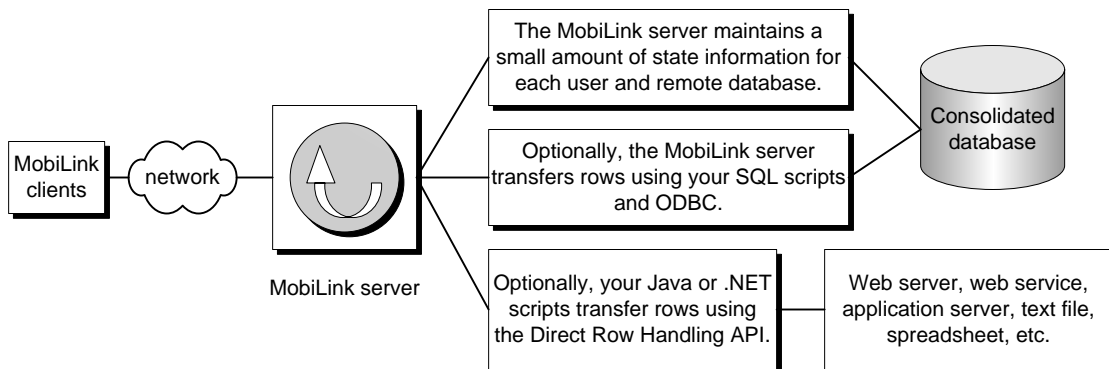 MobiLink
clients
network
MobiLink server
The MobiLink server maintains a
small amount of state information for
each user and remote database.
Optionally, the MobiLink server
transfers rows using your SQL scripts
and ODBC.
Optionally, your Java or .NET
scripts transfer rows using
the Direct Row Handling API.
Consolidated
database
Web server, web service,
application server, text file,
spreadsheet, etc.